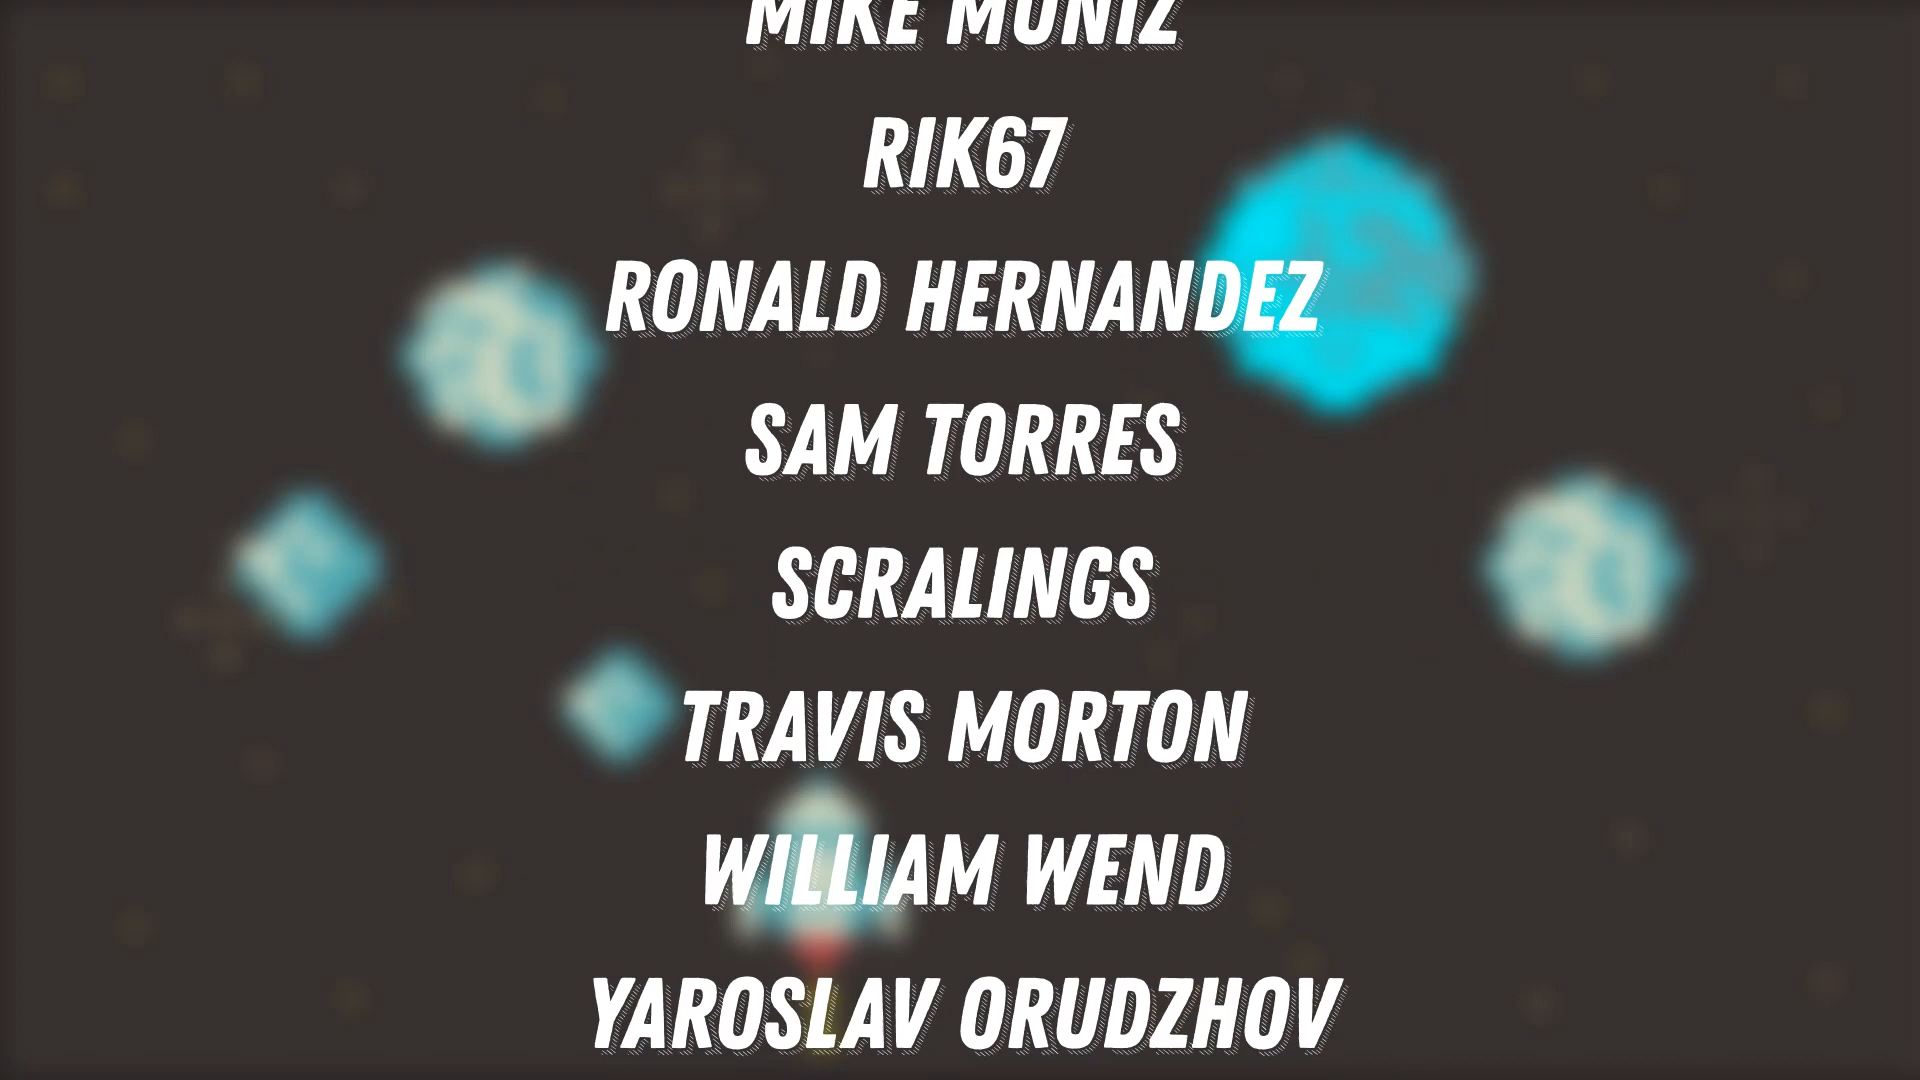 MIKE MUNIZ
RIK67
RONALD HERNANDEZ
SAM TORRES
SCRALINGS
TRAVIS MORTON
WILLIAM WEND
YAROSLAV ORUDZHOV